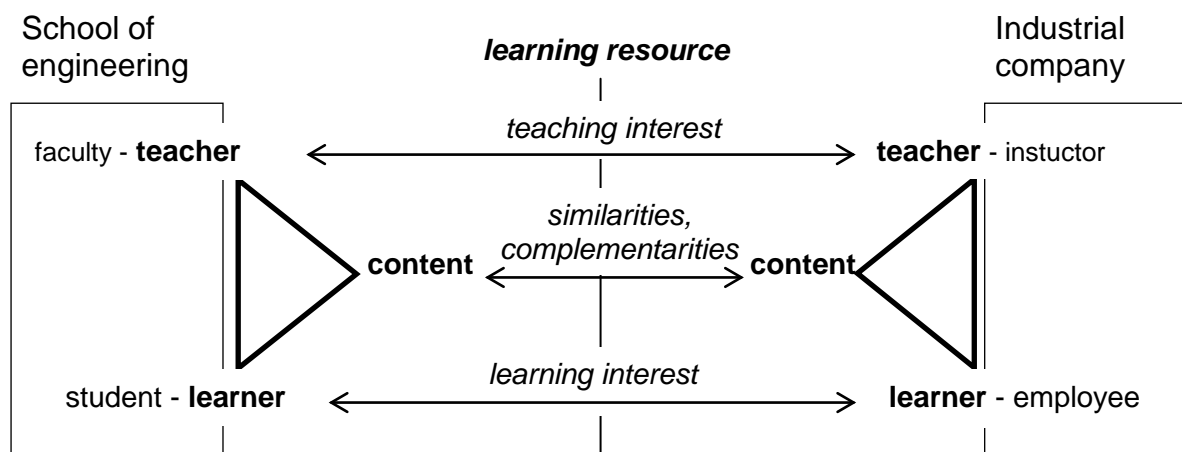 School of
engineering
learning resource
Industrial
company
teaching interest
faculty - teacher
teacher - instuctor
similarities,
complementarities
content
content
learning interest
student - learner
learner - employee